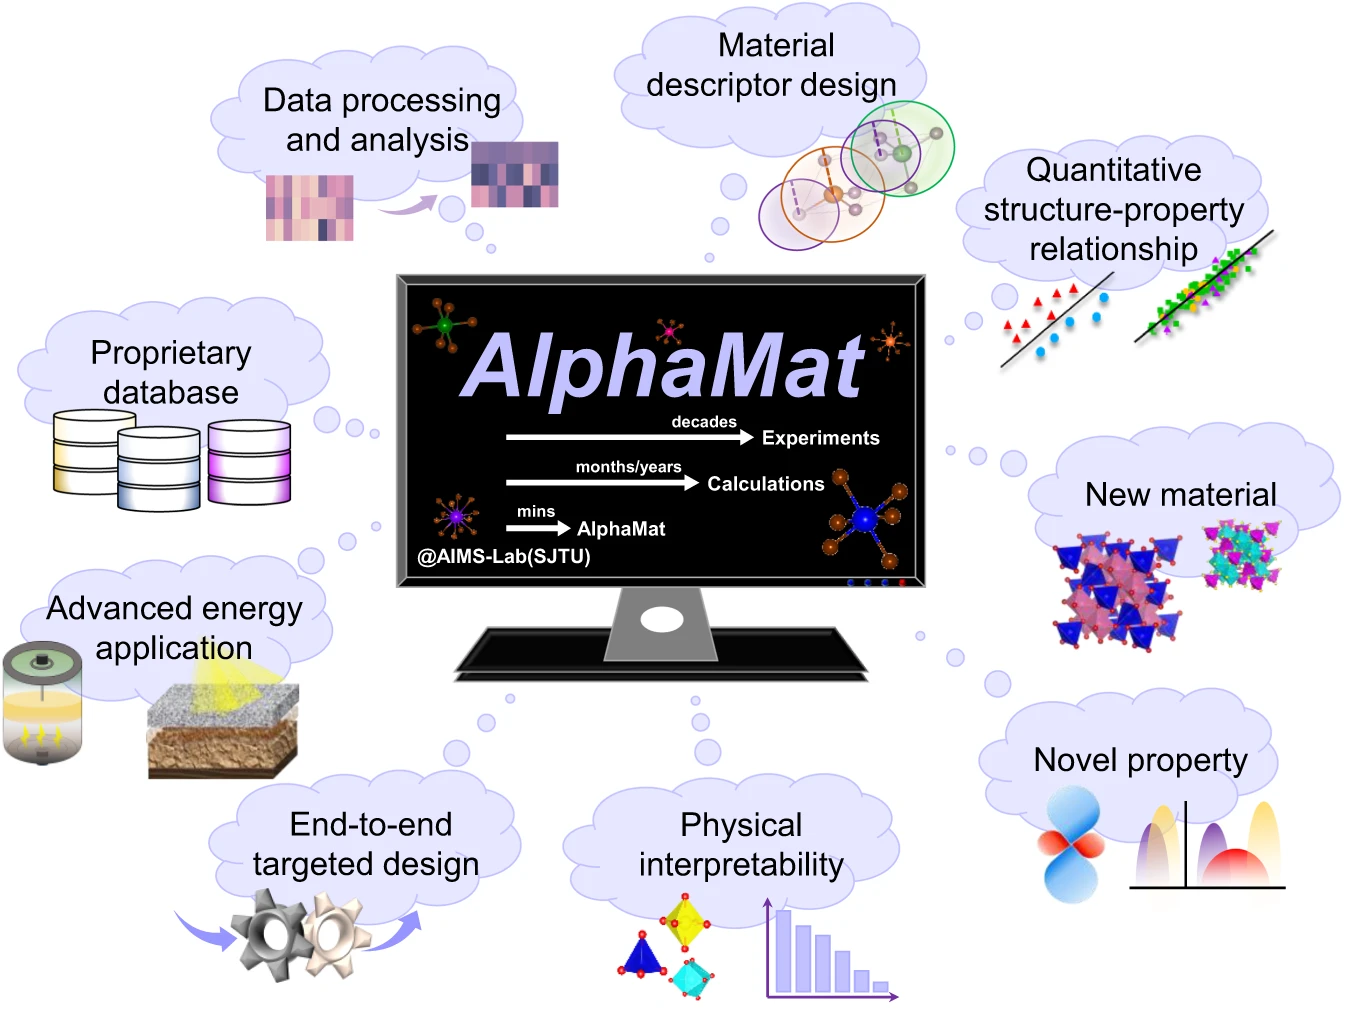 Material
descriptor design
Data processing
and analysis
Quantitative
structure-property
relationship
Proprietary
database
AlphaMat
decades
Experiments
months/years
Calculations
mins
AlphaMat
@AIMS-Lab(SJTU)
New material
Advanced energy
application
Novel property
End-to-end
targeted design
Physical
interpretability